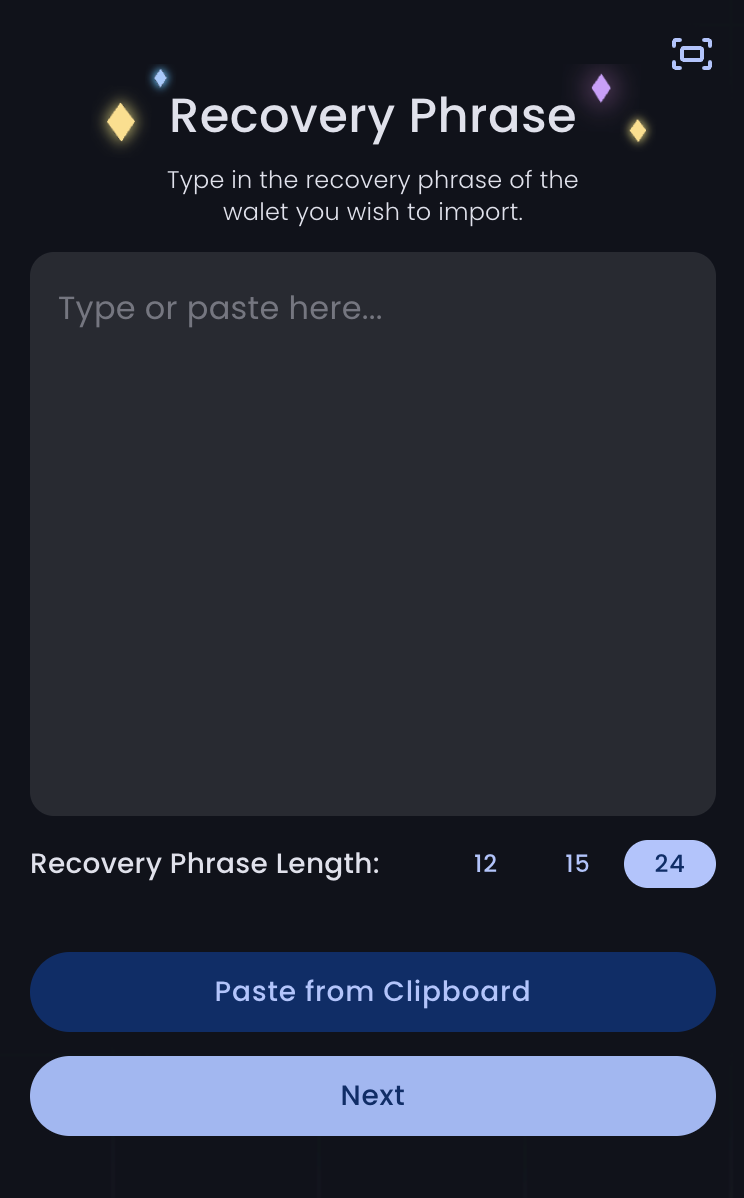 Recovery Phrase
Type in the recovery phrase of the
walet you wish to import.
Type or paste here...
Recovery Phrase Length: 12 15 24
Paste from Clipboard
Next